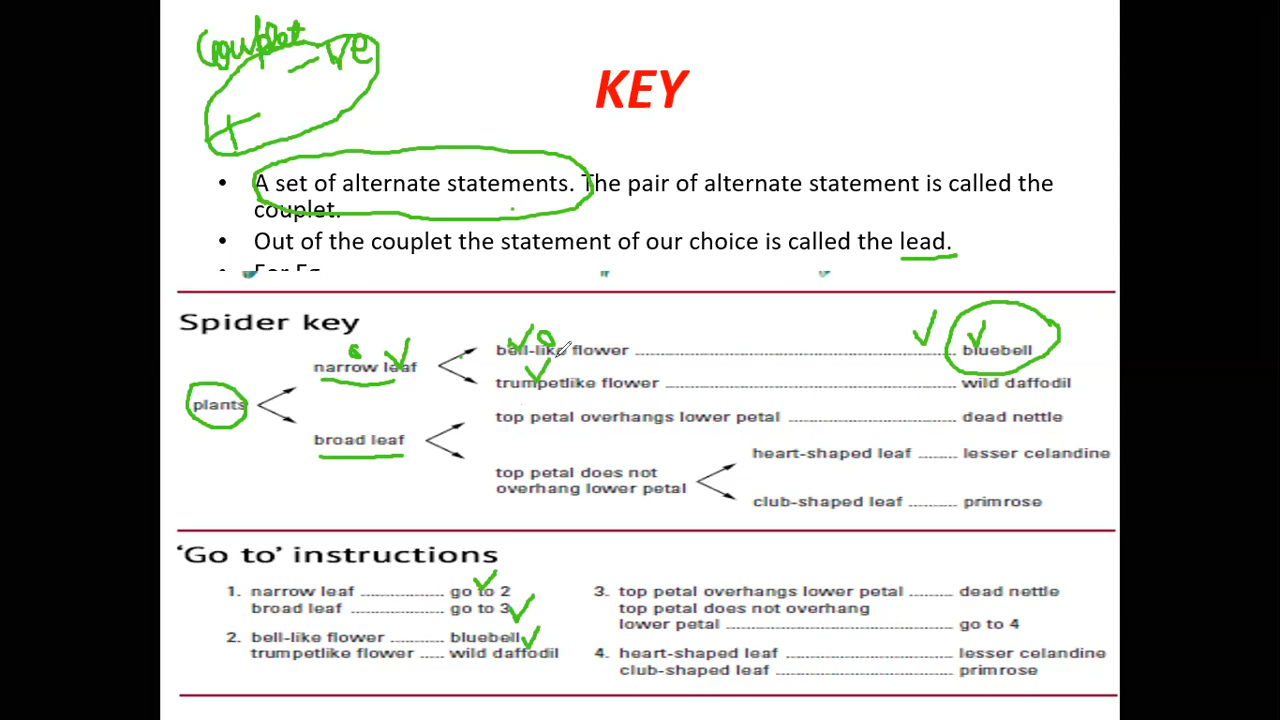 Couplet
-ve
+
KEY
• A set of alternate statements. The pair of alternate statement is called the
couplet.
• Out of the couplet the statement of our choice is called the lead.
• For Eg
Spider key
plants
narrow leaf
bell-like flower ........ bluebell
trumpetlike flower ........ wild daffodil
broad leaf
top petal overhangs lower petal ........ dead nettle
top petal does not
overhang lower petal
heart-shaped leaf ........ lesser celandine
club-shaped leaf ........ primrose
'Go to' instructions
1. narrow leaf ........ go to 2
broad leaf ........ go to 3
2. bell-like flower ........ bluebell
trumpetlike flower ..... wild daffodil
3. top petal overhangs lower petal ........ dead nettle
top petal does not overhang
lower petal ........ go to 4
4. heart-shaped leaf ........ lesser celandine
club-shaped leaf ........ primrose